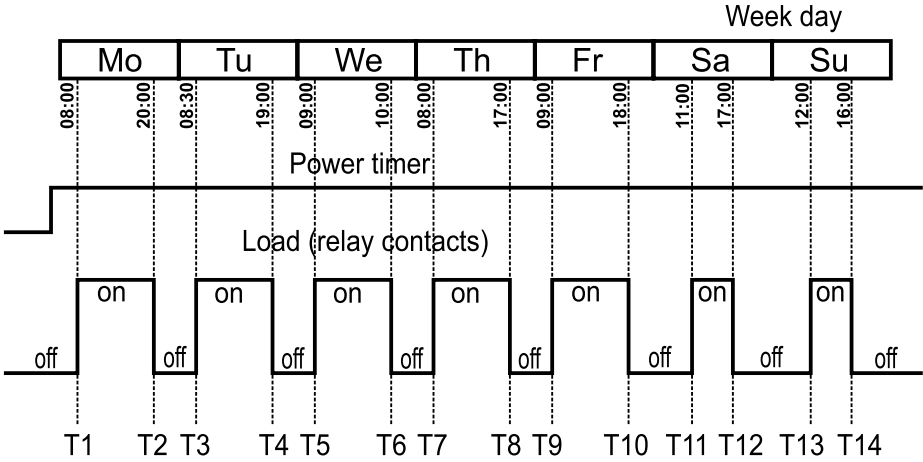 Week day
Mo Tu We Th Fr Sa Su
08:00 20:00 08:30 19:00 09:00 10:00 08:00 17:00 09:00 18:00 11:00 17:00 12:00 16:00
Power timer
Load (relay contacts)
on on on on on on on
off off off off off off off off
T1 T2 T3 T4 T5 T6 T7 T8 T9 T10 T11 T12 T13 T14